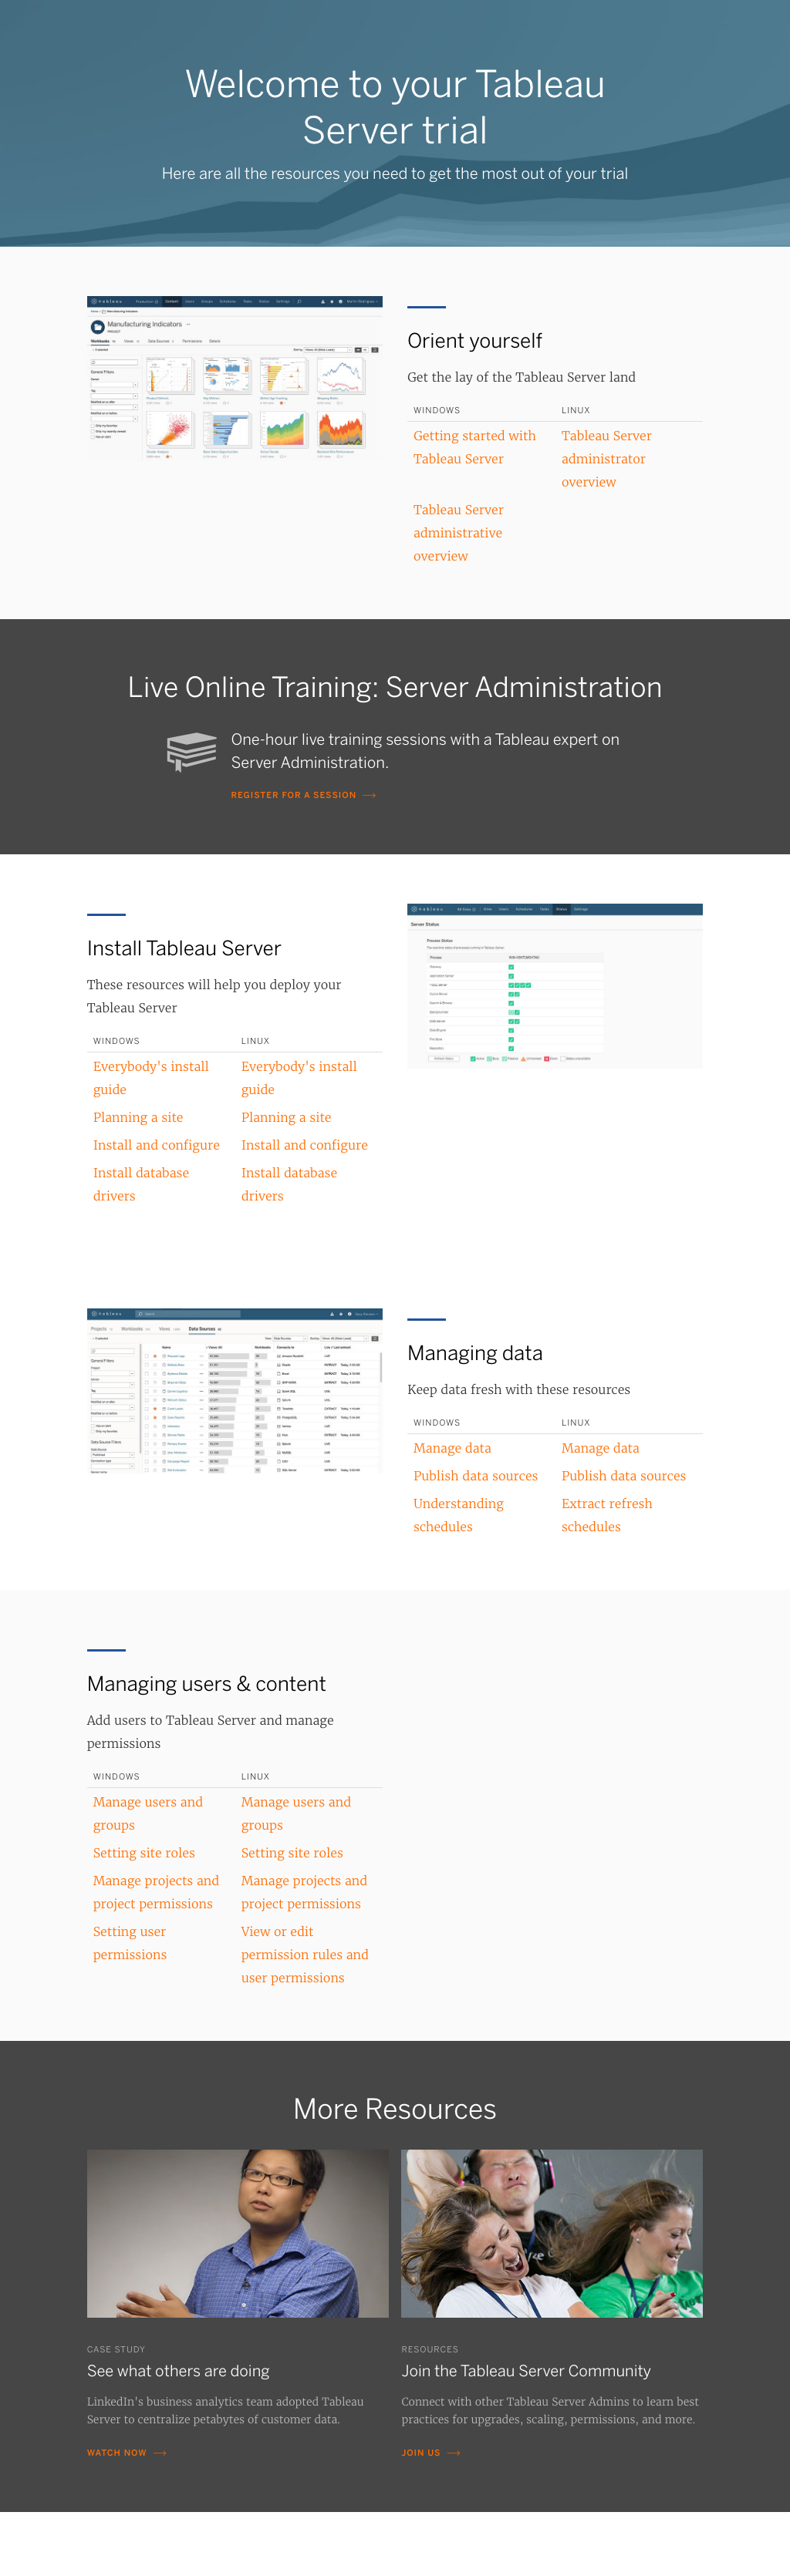 Welcome to your Tableau
Server trial
Here are all the resources you need to get the most out of your trial
Manufacturing Indicators
Orient yourself
Get the lay of the Tableau Server land
WINDOWS
LINUX
Getting started with
Tableau Server
Tableau Server
administrator
overview
Tableau Server
administrative
overview
Live Online Training: Server Administration
One-hour live training sessions with a Tableau expert on
Server Administration.
REGISTER FOR A SESSION
Install Tableau Server
These resources will help you deploy your
Tableau Server
WINDOWS
LINUX
Everybody's install
guide
Everybody's install
guide
Planning a site
Planning a site
Install and configure
Install and configure
Install database
drivers
Install database
drivers
Server Status
Process Status
Managing data
Keep data fresh with these resources
WINDOWS
LINUX
Manage data
Manage data
Publish data sources
Publish data sources
Understanding
schedules
Extract refresh
schedules
Projects
Workbooks
Views
Data Sources
Managing users & content
Add users to Tableau Server and manage
permissions
WINDOWS
LINUX
Manage users and
groups
Manage users and
groups
Setting site roles
Setting site roles
Manage projects and
project permissions
Manage projects and
project permissions
Setting user
permissions
View or edit
permission rules and
user permissions
More Resources
CASE STUDY
See what others are doing
LinkedIn's business analytics team adopted Tableau
Server to centralize petabytes of customer data.
WATCH NOW
RESOURCES
Join the Tableau Server Community
Connect with other Tableau Server Admins to learn best
practices for upgrades, scaling, permissions, and more.
JOIN US